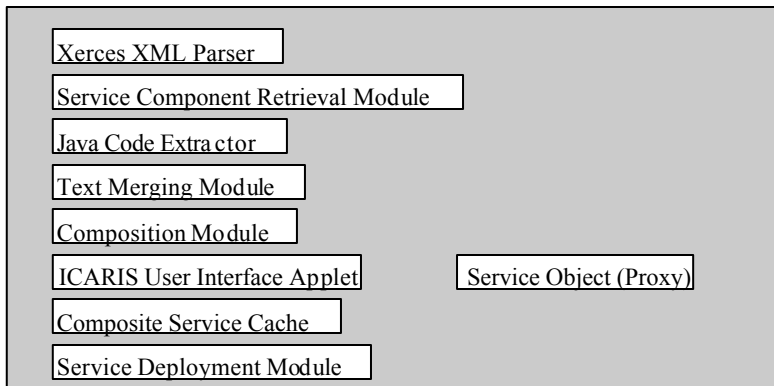 Xerces XML Parser
Service Component Retrieval Module
Java Code Extractor
Text Merging Module
Composition Module
ICARIS User Interface Applet
Service Object (Proxy)
Composite Service Cache
Service Deployment Module